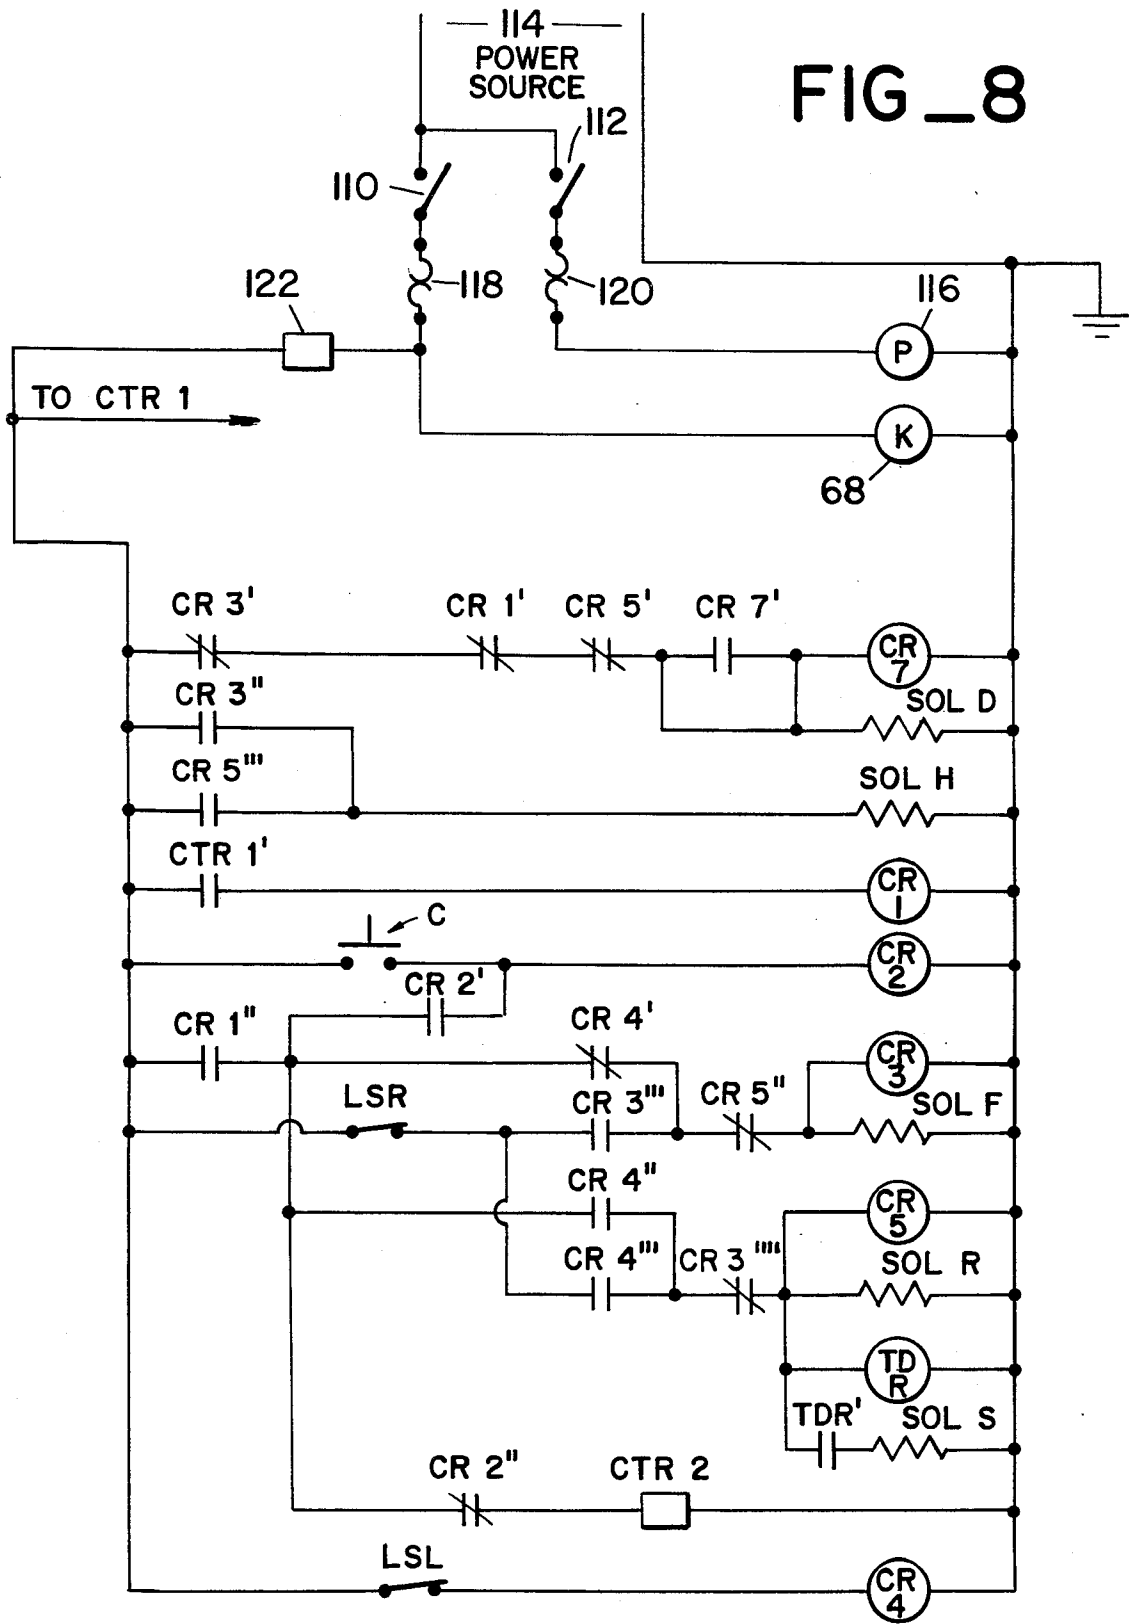 114
POWER
SOURCE
FIG_8
112
110
118
120
122
116
P
TO CTR 1
K
68
CR 3'
CR 1'
CR 5'
CR 7'
CR
7
CR 3"
SOL D
CR 5'''
SOL H
CTR 1'
CR
1
C
CR
2
CR 2'
CR 1"
CR 4'
CR
3
LSR
CR 3'''
CR 5"
SOL F
CR 4"
CR
5
CR 4'''
CR 3''''
SOL R
TD
R
TDR'
SOL S
CR 2"
CTR 2
LSL
CR
4